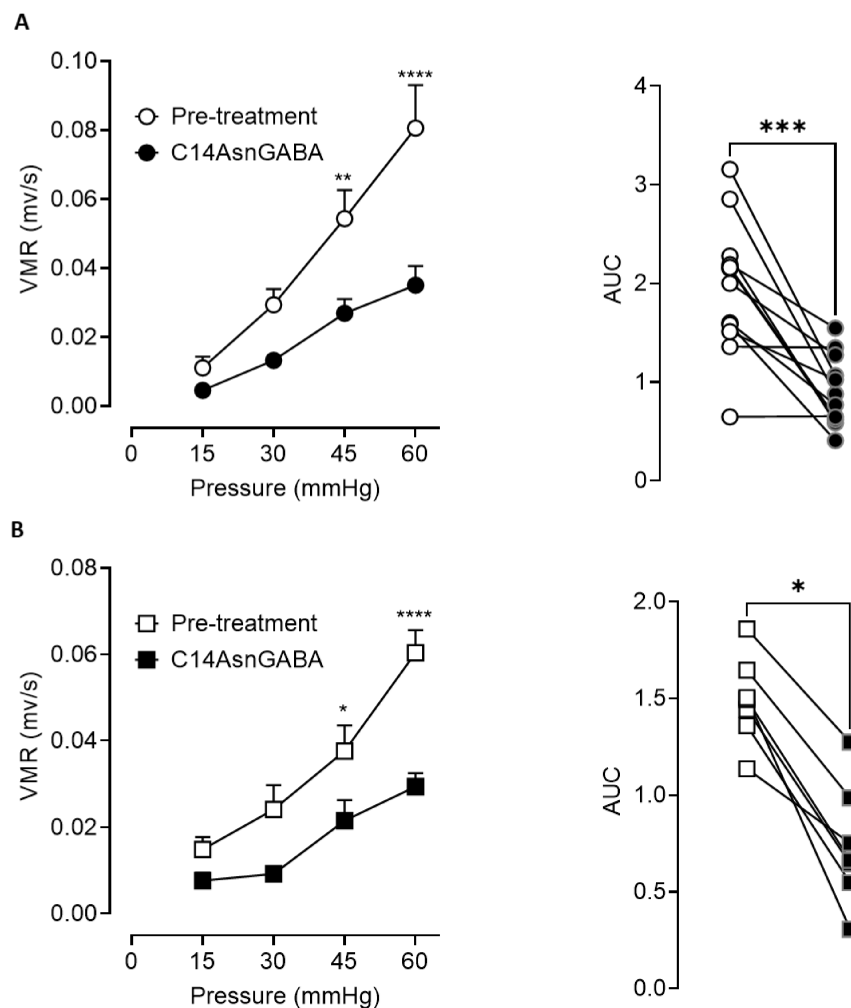 A
0.10
0.08
0.06
0.04
0.02
0.00
VMR (mv/s)
Pre-treatment
C14AsnGABA
**
****
0 15 30 45 60
Pressure (mmHg)
4
3
2
1
0
AUC
***
B
0.08
0.06
0.04
0.02
0.00
VMR (mv/s)
Pre-treatment
C14AsnGABA
*
****
0 15 30 45 60
Pressure (mmHg)
2.0
1.5
1.0
0.5
0.0
AUC
*